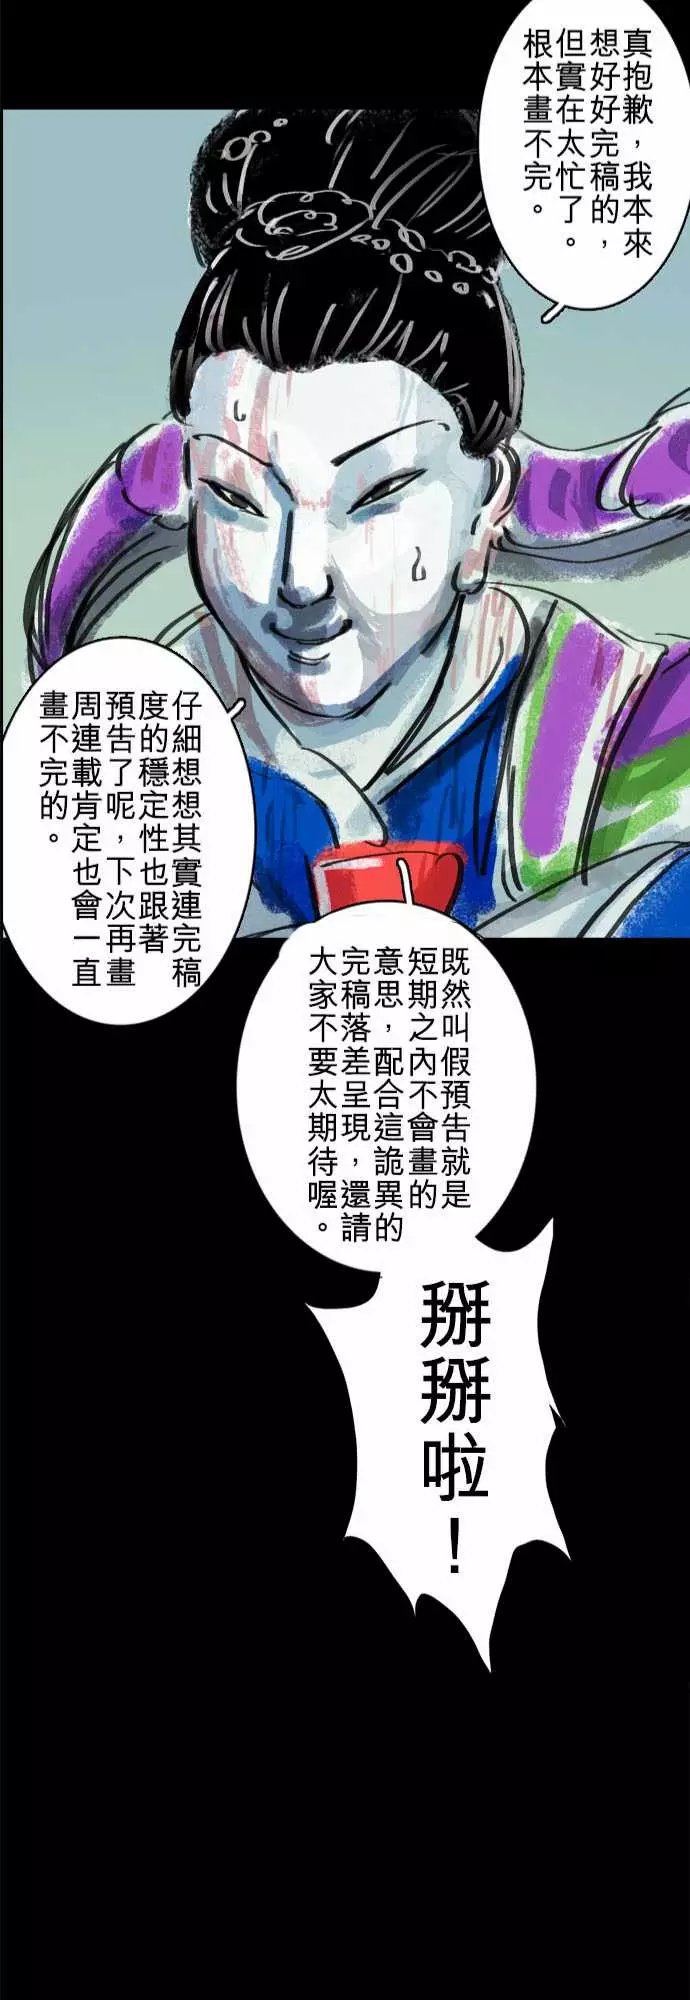 真抱歉，我本來
想好好完稿的，
但實在太忙了。
根本畫不完。
仔細想想其實連完稿
度的穩定性也跟著
預告了呢，下次再畫
周連載肯定也會一直
畫不完的。
既然叫假預告就是
短期之內不會畫的
意思，配合這詭異的
完稿落差呈現，還請
大家不要太期待喔。
掰掰啦！